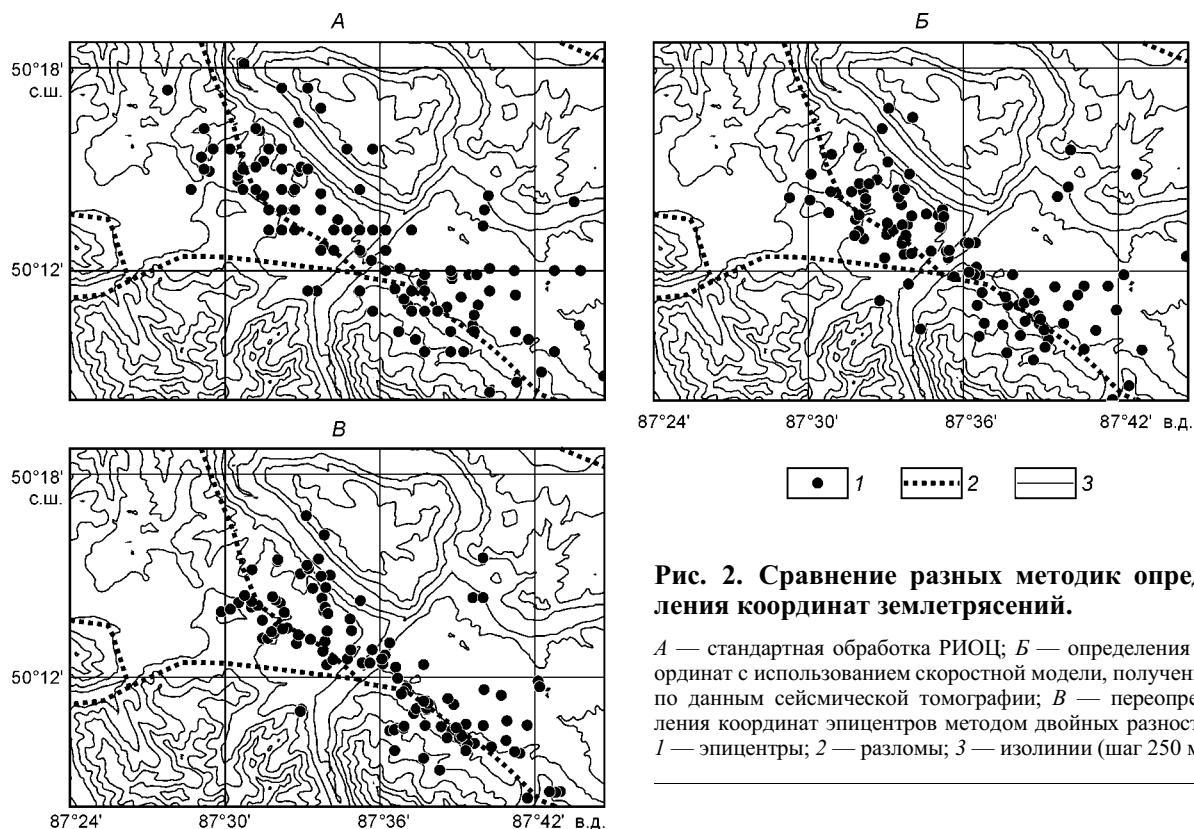 А
Б
50°18'
с.ш.
50°12'
87°24'
87°30'
87°36'
87°42'
в.д.
В
50°18'
с.ш.
50°12'
87°24'
87°30'
87°36'
87°42'
в.д.
1
2
3
Рис. 2. Сравнение разных методик опреде
ления координат землетрясений.
А — стандартная обработка РИОЦ; Б — определения
ординат с использованием скоростной модели, получен
по данным сейсмической томографии; В — переопре
ления координат эпицентров методом двойных разност
1 — эпицентры; 2 — разломы; 3 — изолинии (шаг 250 м